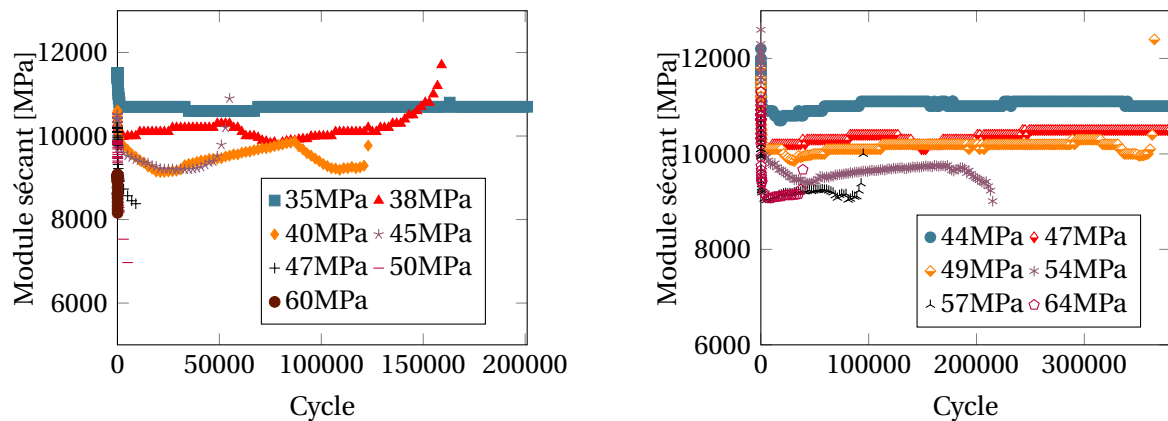 12000
10000
8000
6000
Module sécant [MPa]
35MPa 38MPa
40MPa 45MPa
47MPa 50MPa
60MPa
0 50000 100000 150000 200000
Cycle
12000
10000
8000
6000
Module sécant [MPa]
44MPa 47MPa
49MPa 54MPa
57MPa 64MPa
0 100000 200000 300000
Cycle